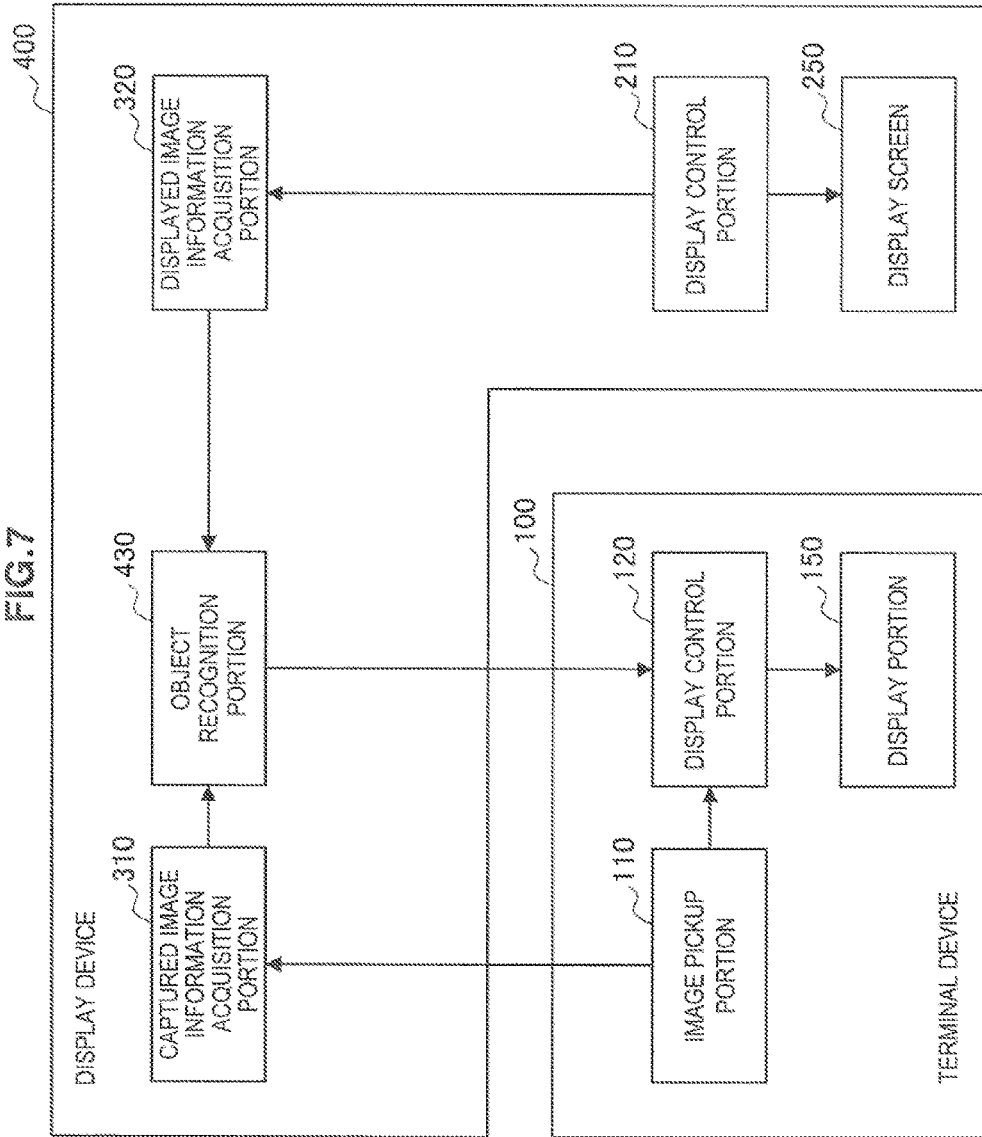 FIG.7
400
DISPLAY DEVICE
310
CAPTURED IMAGE
INFORMATION
ACQUISITION
PORTION
430
OBJECT
RECOGNITION
PORTION
320
DISPLAYED IMAGE
INFORMATION
ACQUISITION
PORTION
100
110
IMAGE PICKUP
PORTION
120
DISPLAY CONTROL
PORTION
150
DISPLAY PORTION
TERMINAL DEVICE
210
DISPLAY CONTROL
PORTION
250
DISPLAY SCREEN